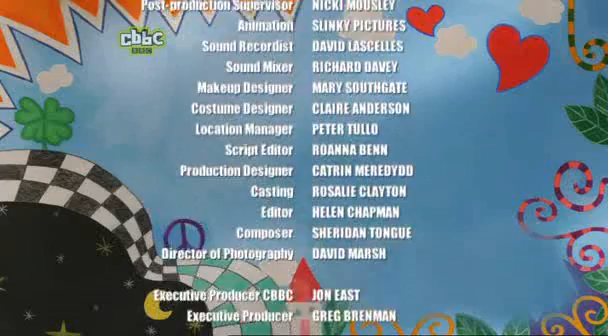 Post-production Supervisor NICKI MOUSLEY
Animation SLINKY PICTURES
cbbc
BBC
Sound Recordist DAVID LASCELLES
Sound Mixer RICHARD DAVEY
Makeup Designer MARY SOUTHGATE
Costume Designer CLAIRE ANDERSON
Location Manager PETER TULLO
Script Editor ROANNA BENN
Production Designer CATRIN MEREDYDD
Casting ROSALIE CLAYTON
Editor HELEN CHAPMAN
Composer SHERIDAN TONGUE
Director of Photography DAVID MARSH
Executive Producer CBBC JON EAST
Executive Producer GREG BRENMAN